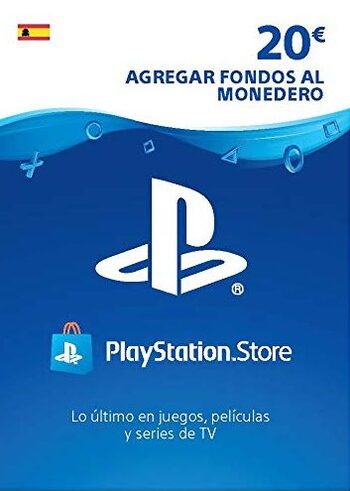 20€
AGREGAR FONDOS AL
MONEDERO
®
PlayStation.Store
Lo último en juegos, películas
y series de TV